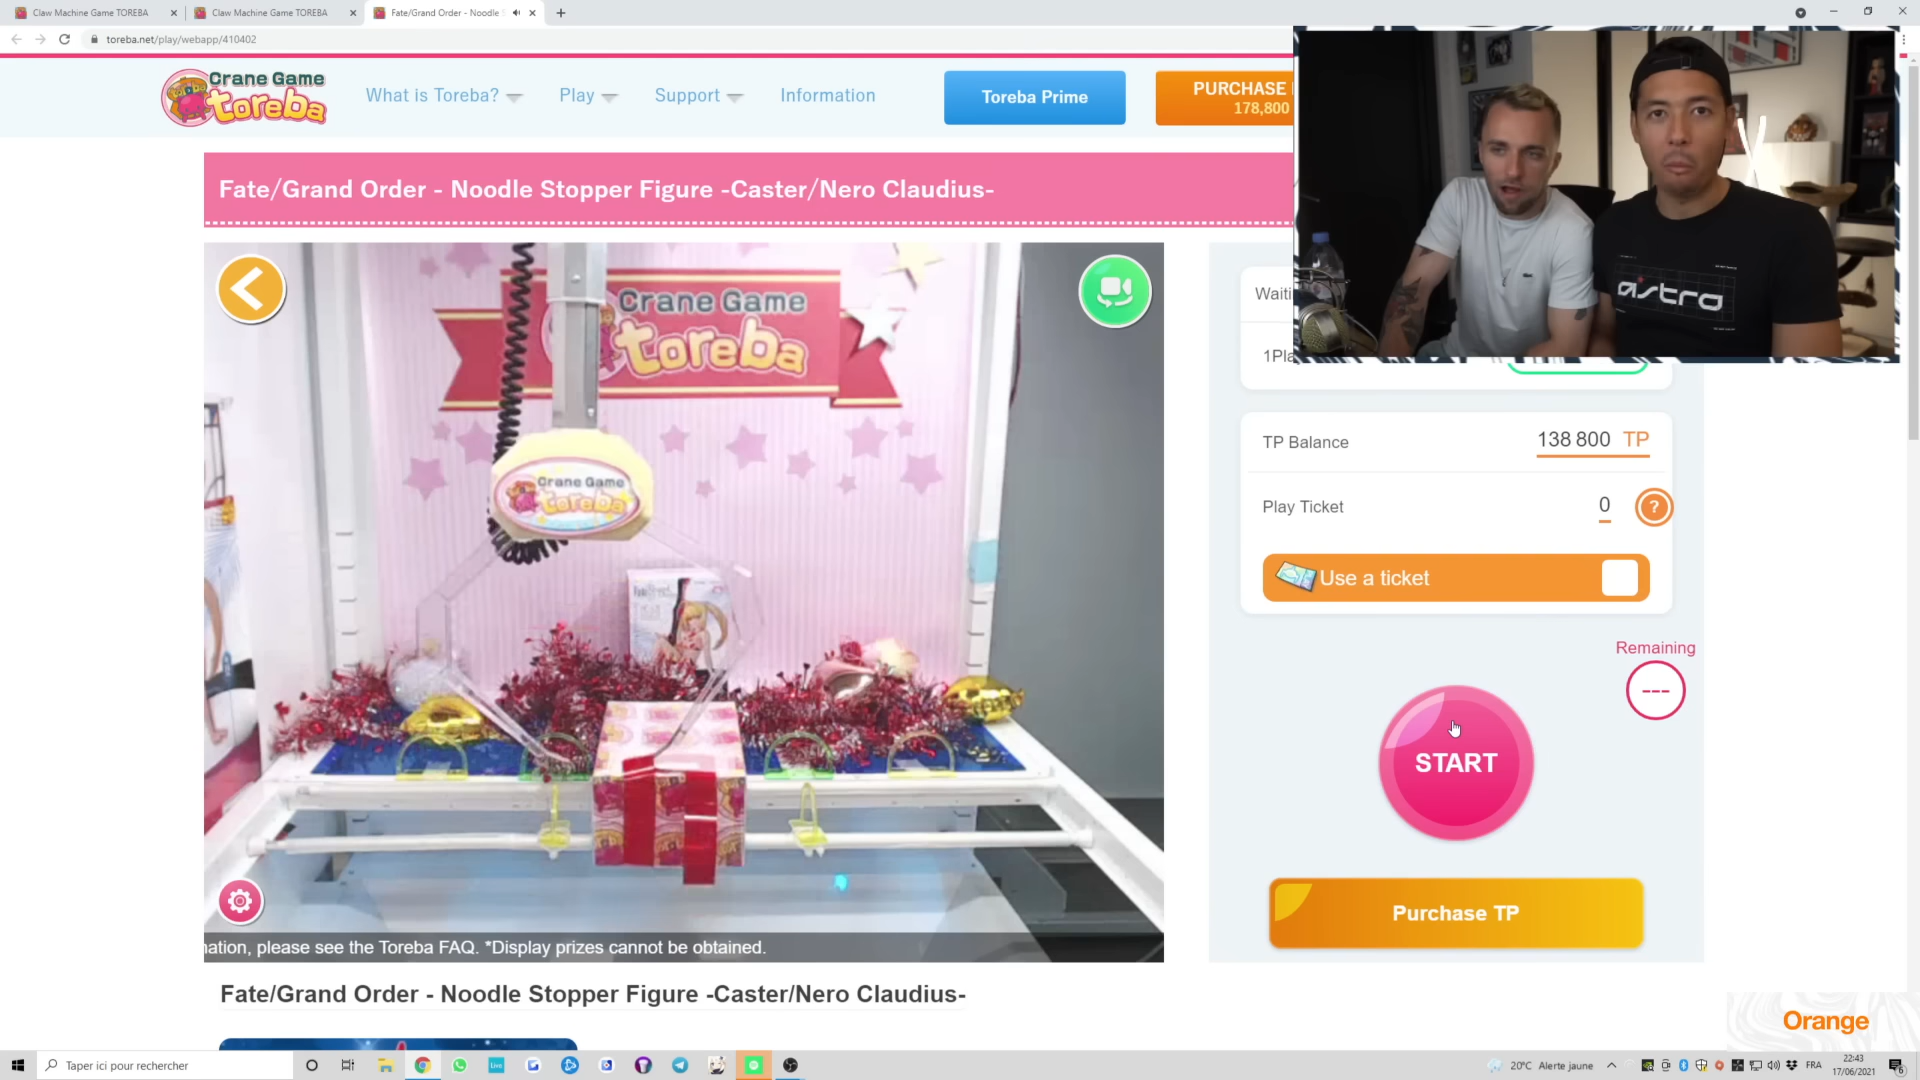 Claw Machine Game TOREBA
Claw Machine Game TOREBA
Fate/Grand Order - Noodle S
toreba.net/play/webapp/410402
Crane Game
toreba
What is Toreba?
Play
Support
Information
Toreba Prime
PURCHASE
178,800
Fate/Grand Order - Noodle Stopper Figure -Caster/Nero Claudius-
Crane Game
toreba
Crane Game
toreba
astro
Waiti
1Pla
TP Balance
138 800 TP
Play Ticket
0
?
Use a ticket
Remaining
---
START
Purchase TP
nation, please see the Toreba FAQ. *Display prizes cannot be obtained.
Fate/Grand Order - Noodle Stopper Figure -Caster/Nero Claudius-
Orange
Taper ici pour rechercher
Live
20°C Alerte jaune
FRA
22:43
17/06/2021
6